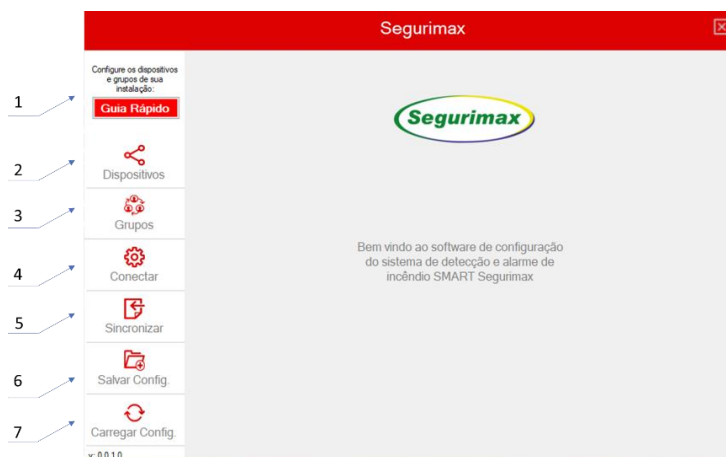 Segurimax
Configure os dispositivos
e grupos de sua
instalação:
1
Guia Rápido
Segurimax
2
Dispositivos
3
Grupos
Bem vindo ao software de configuração
do sistema de detecção e alarme de
incêndio SMART Segurimax
4
Conectar
5
Sincronizar
6
Salvar Config.
7
Carregar Config.
v: 0.0.1.0